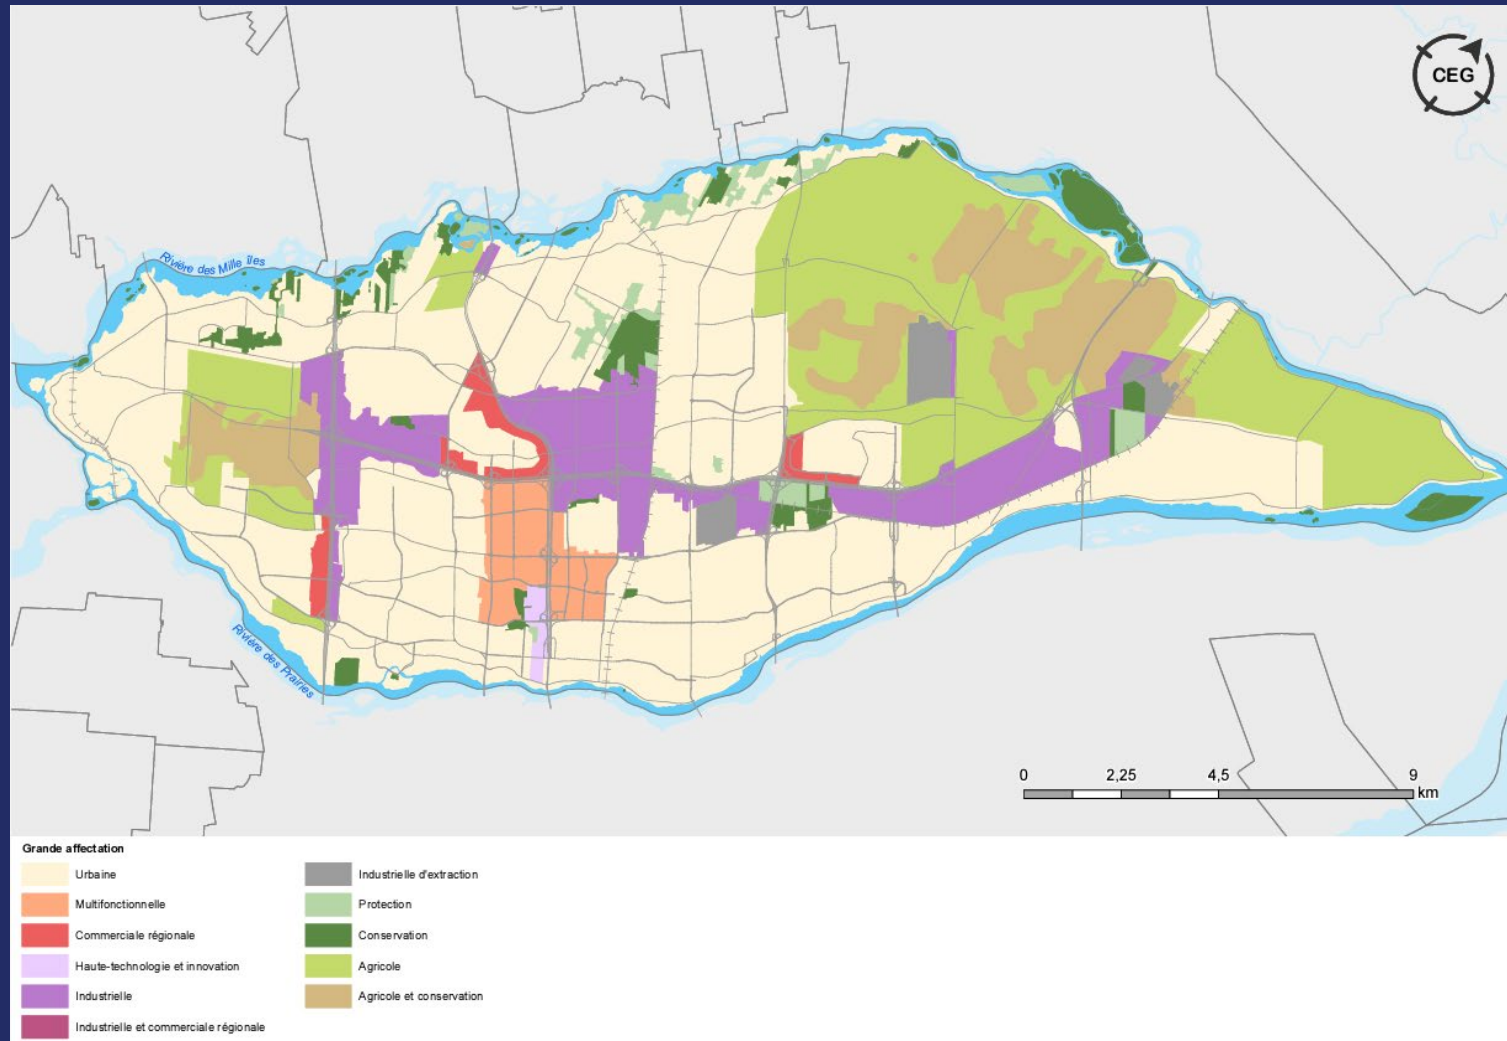 CEG
Rivière des Mille îles
Rivière des Prairies
0 2,25 4,5 9
km
Grande affectation
Urbaine
Multifonctionnelle
Commerciale régionale
Haute-technologie et innovation
Industrielle
Industrielle et commerciale régionale
Industrielle d'extraction
Protection
Conservation
Agricole
Agricole et conservation